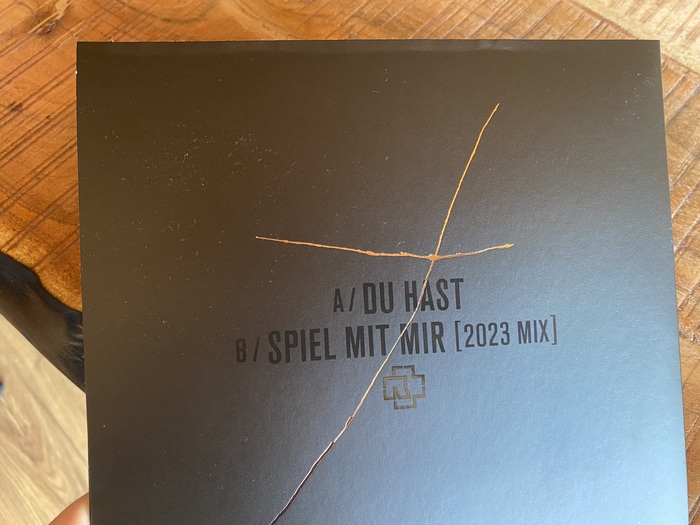 A/ DU HAST
B/ SPIEL MIT MIR [2023 MIX]